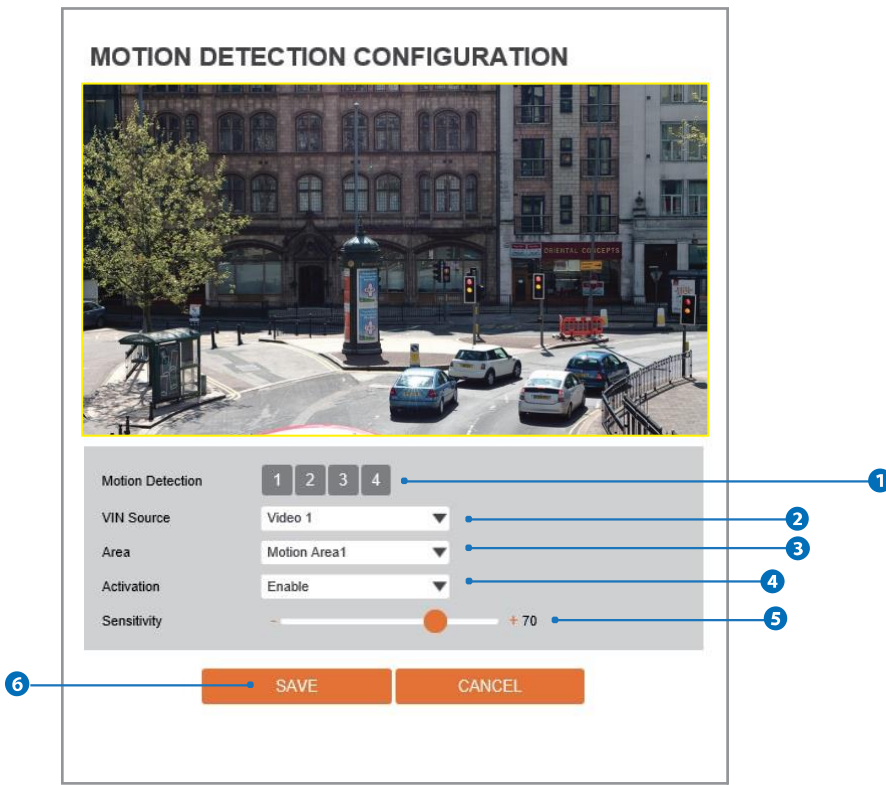 MOTION DETECTION CONFIGURATION
ORIENTAL CONCEPTS
Motion Detection 1 2 3 4 1
VIN Source Video 1 2
Area Motion Area1 3
Activation Enable 4
Sensitivity - + 70 5
6 SAVE CANCEL